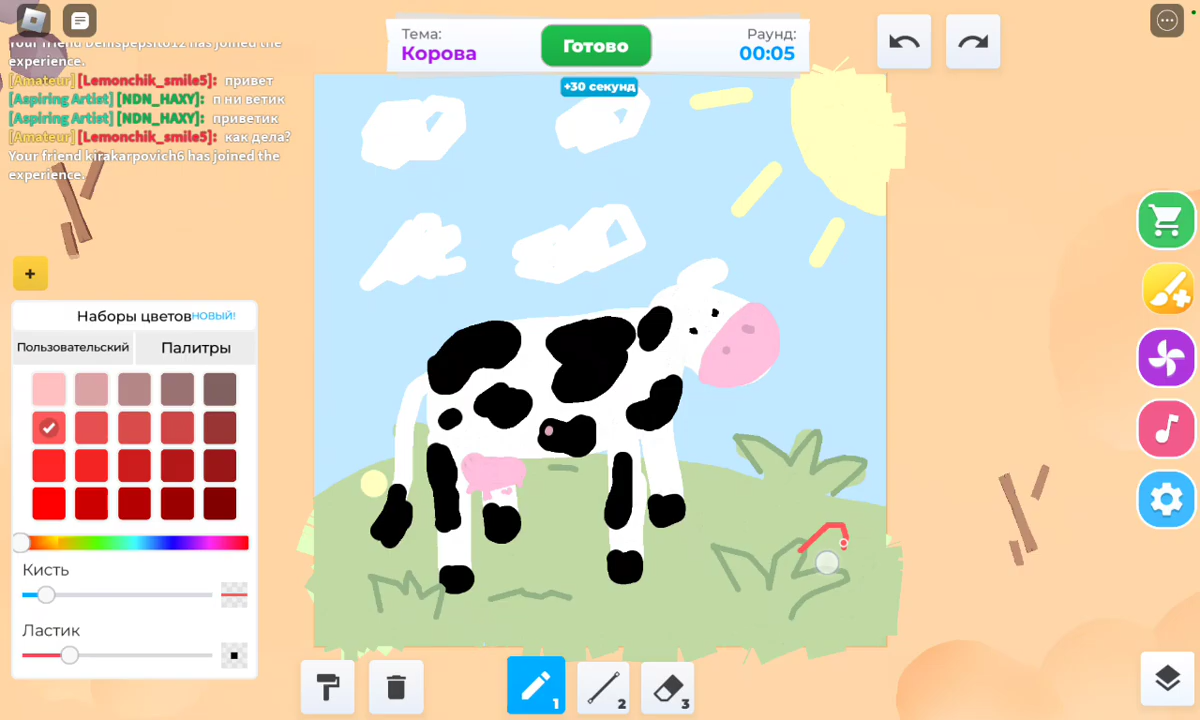 Your friend Denispepsito12 has joined the
experience.
[Amateur] [Lemonchik_smile5]: привет
[Aspiring Artist] [NDN_HAXY]: п ни ветик
[Aspiring Artist] [NDN_HAXY]: приветик
[Amateur] [Lemonchik_smile5]: как дела?
Your friend kirakarpovich6 has joined the
experience.
Тема:
Корова
Готово
Раунд:
00:05
+30 секунд
+
Наборы цветов НОВЫЙ!
Пользовательский
Палитры
Кисть
Ластик
1
2
3